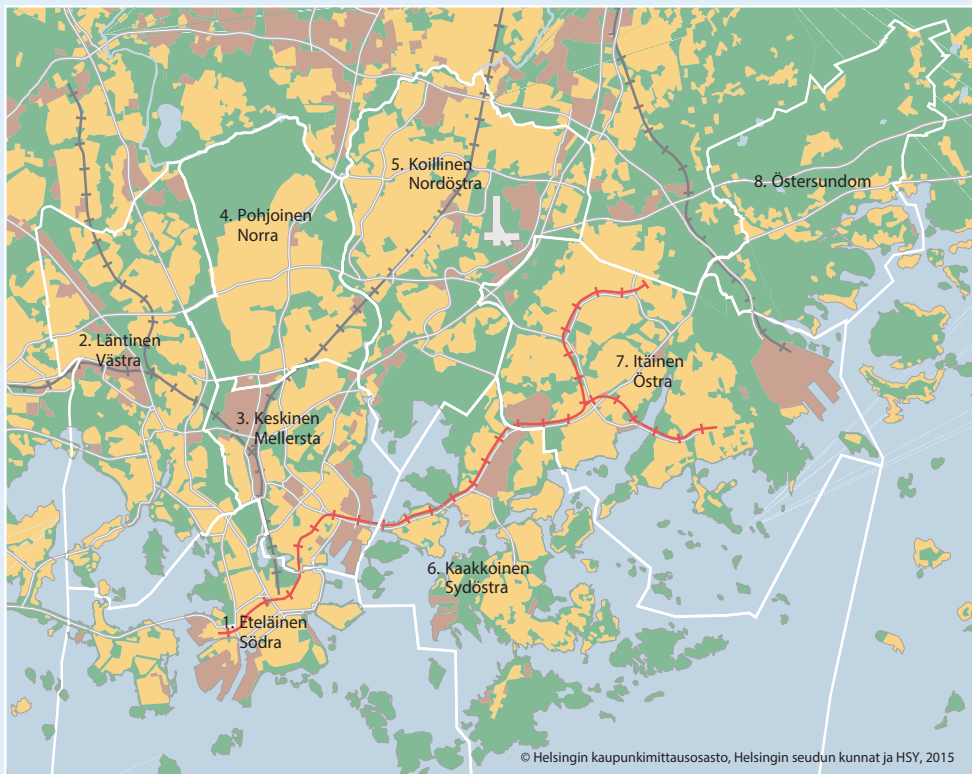 5. Koillinen
Nordöstra
8. Östersundom
4. Pohjoinen
Norra
2. Läntinen
Västra
7. Itäinen
Östra
3. Keskinen
Mellersta
6. Kaakkoinen
Sydöstra
1. Eteläinen
Södra
© Helsingin kaupunkimittausosasto, Helsingin seudun kunnat ja HSY, 2015